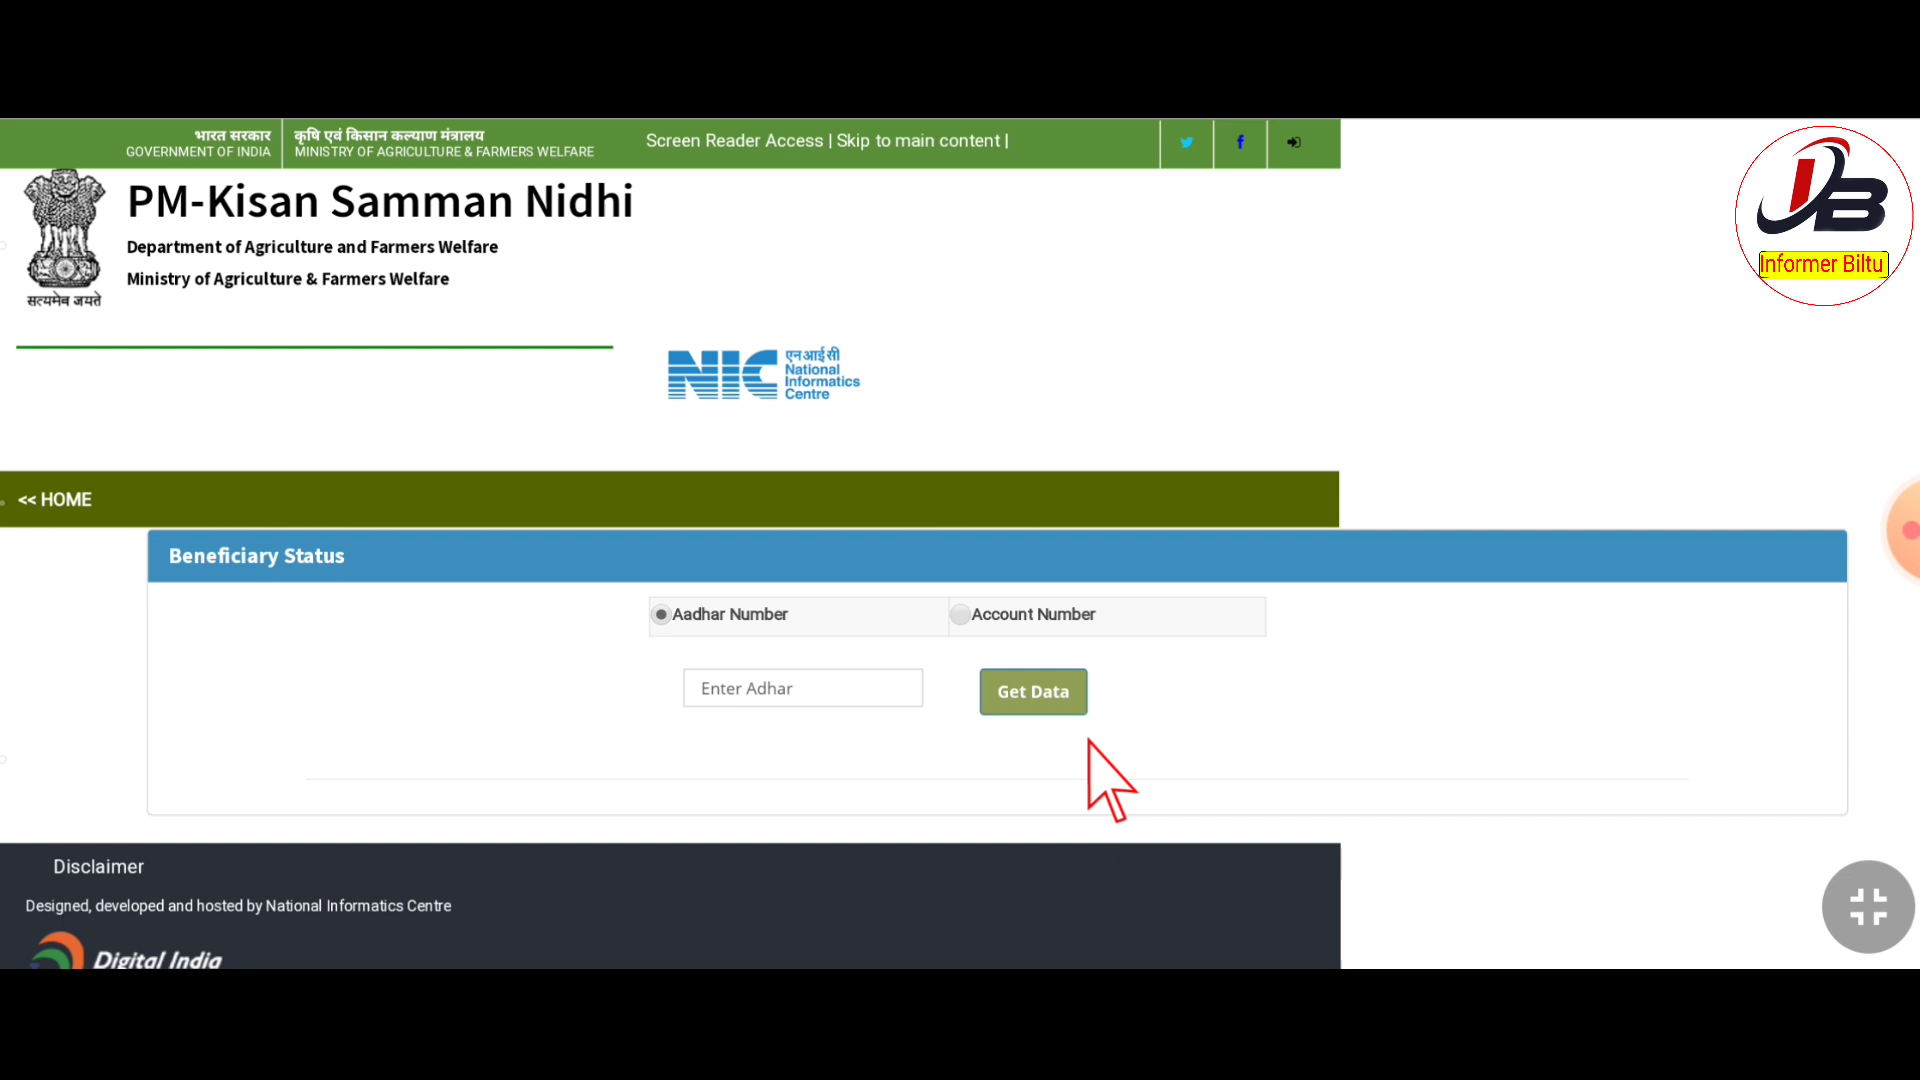 भारत सरकार
GOVERNMENT OF INDIA
कृषि एवं किसान कल्याण मंत्रालय
MINISTRY OF AGRICULTURE & FARMERS WELFARE
Screen Reader Access | Skip to main content |
PM-Kisan Samman Nidhi
Department of Agriculture and Farmers Welfare
Ministry of Agriculture & Farmers Welfare
सत्यमेव जयते
IB
Informer Biltu
NIC
एन आई सी
National
Informatics
Centre
<< HOME
Beneficiary Status
Aadhar Number
Account Number
Enter Adhar
Get Data
Disclaimer
Designed, developed and hosted by National Informatics Centre
Digital India